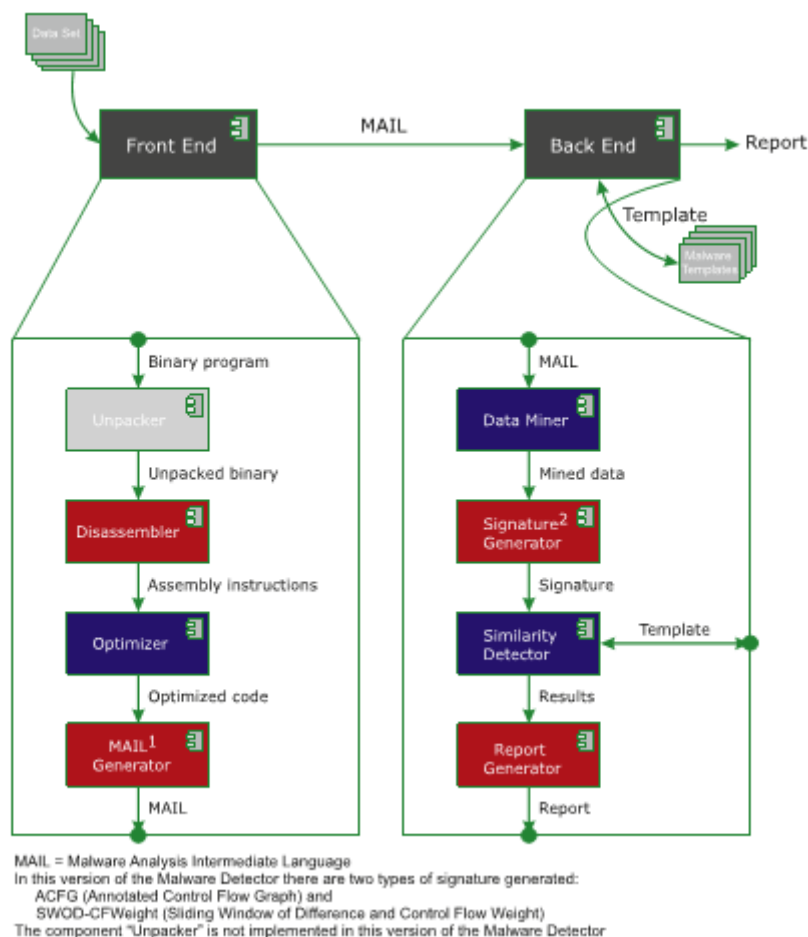 Data Set
Front End
MAIL
Back End
Report
Template
Malware
Templates
Binary program
Unpacker
Unpacked binary
Disassembler
Assembly instructions
Optimizer
Optimized code
MAIL1
Generator
MAIL
MAIL
Data Miner
Mined data
Signature2
Generator
Signature
Similarity
Detector
Template
Results
Report
Generator
Report
MAIL = Malware Analysis Intermediate Language
In this version of the Malware Detector there are two types of signature generated:
ACFG (Annotated Control Flow Graph) and
SWOD-CFWeight (Sliding Window of Difference and Control Flow Weight)
The component "Unpacker" is not implemented in this version of the Malware Detector